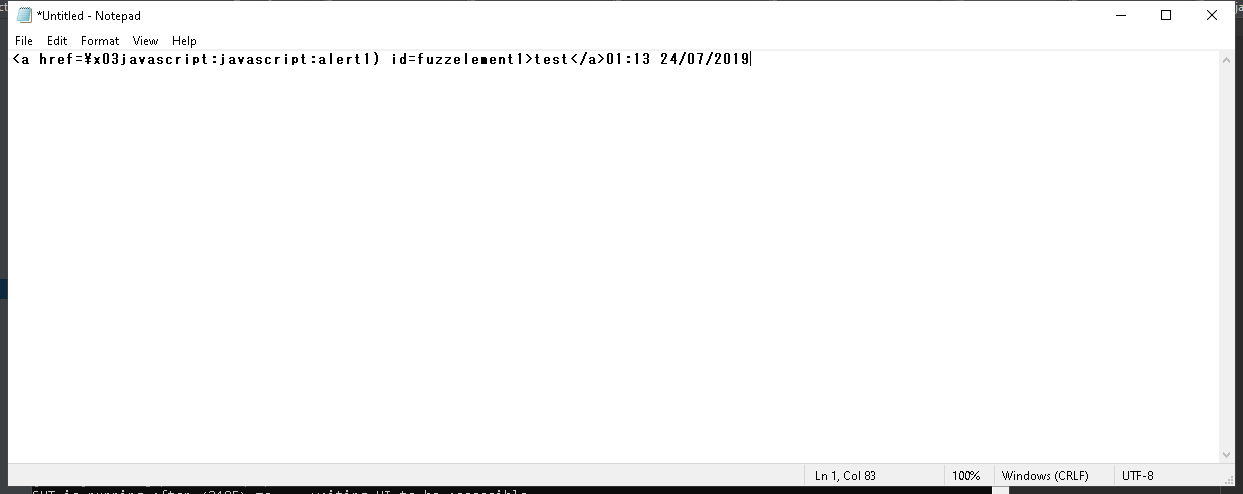 *Untitled - Notepad
File Edit Format View Help
<a href=¥x03javascript:javascript:alert1) id=fuzzelement1>test</a>01:13 24/07/2019
Ln 1, Col 83 100% Windows (CRLF) UTF-8